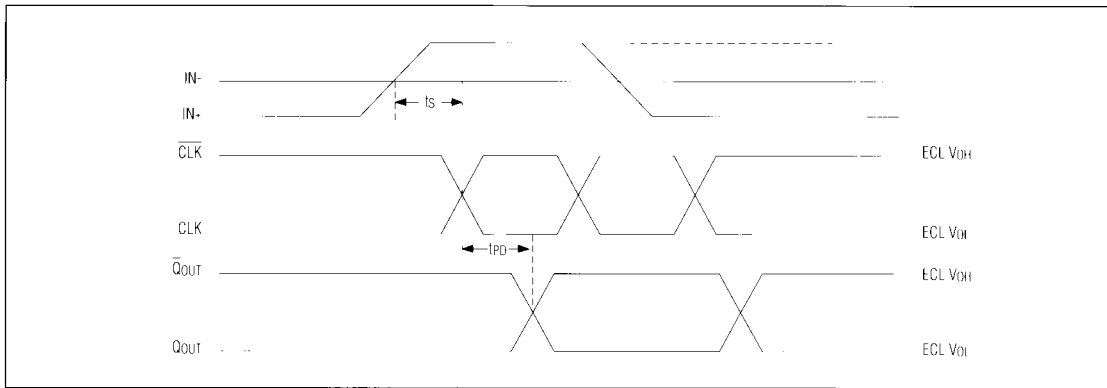 IN-
tS
IN+
CLK
ECL VOH
CLK
ECL VOL
tPD
QOUT
ECL VOH
QOUT
ECL VOL